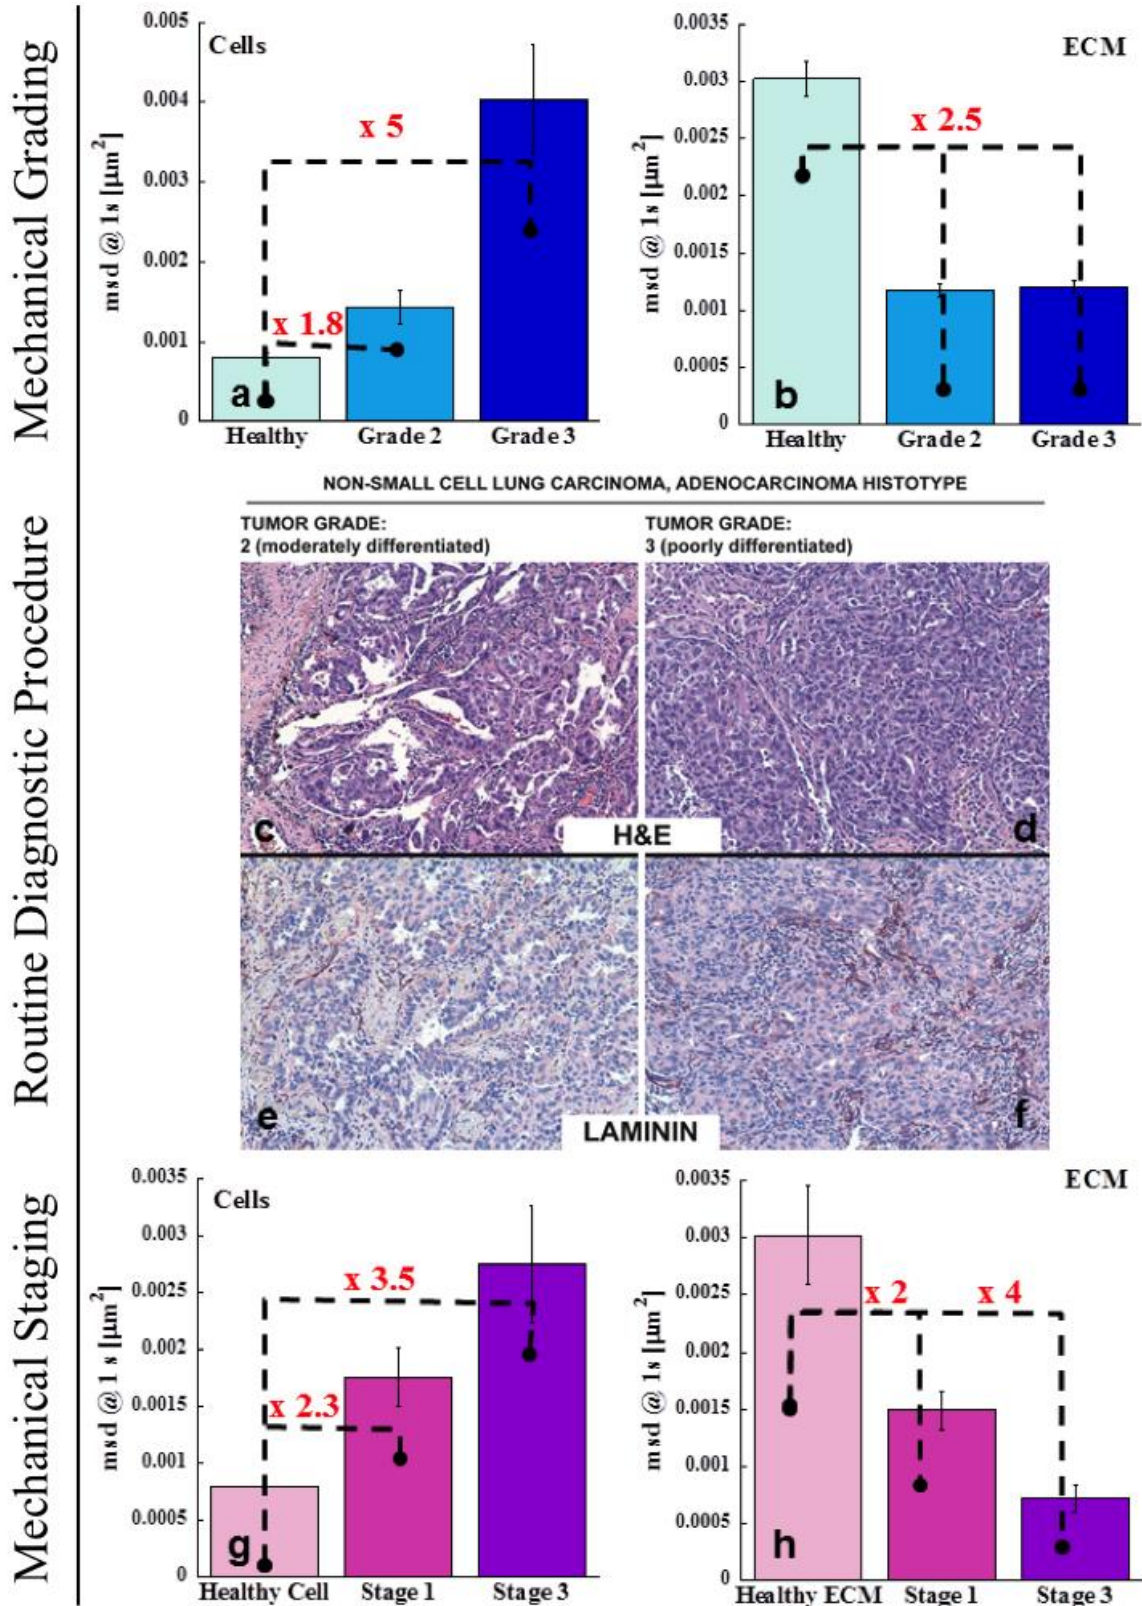 Mechanical Grading
Cells
msd @ 1s [μm²]
0.005
0.004
0.003
0.002
0.001
0
x 5
x 1.8
a
Healthy
Grade 2
Grade 3
ECM
msd @ 1s [μm²]
0.0035
0.003
0.0025
0.002
0.0015
0.001
0.0005
0
x 2.5
b
Healthy
Grade 2
Grade 3
Routine Diagnostic Procedure
NON-SMALL CELL LUNG CARCINOMA, ADENOCARCINOMA HISTOTYPE
TUMOR GRADE:
2 (moderately differentiated)
TUMOR GRADE:
3 (poorly differentiated)
c
H&E
d
e
LAMININ
f
Mechanical Staging
Cells
msd @ 1 s [μm²]
0.0035
0.003
0.0025
0.002
0.0015
0.001
0.0005
0
x 3.5
x 2.3
g
Healthy Cell
Stage 1
Stage 3
ECM
msd @ 1 s [μm²]
0.0035
0.003
0.0025
0.002
0.0015
0.001
0.0005
0
x 2
x 4
h
Healthy ECM
Stage 1
Stage 3